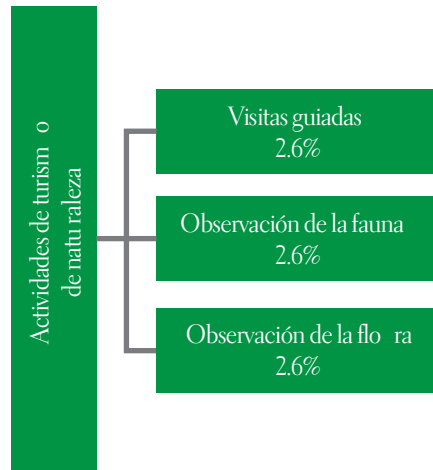 Actividades de turism o
de natu raleza
Visitas guiadas
2.6%
Observación de la fauna
2.6%
Observación de la flo ra
2.6%